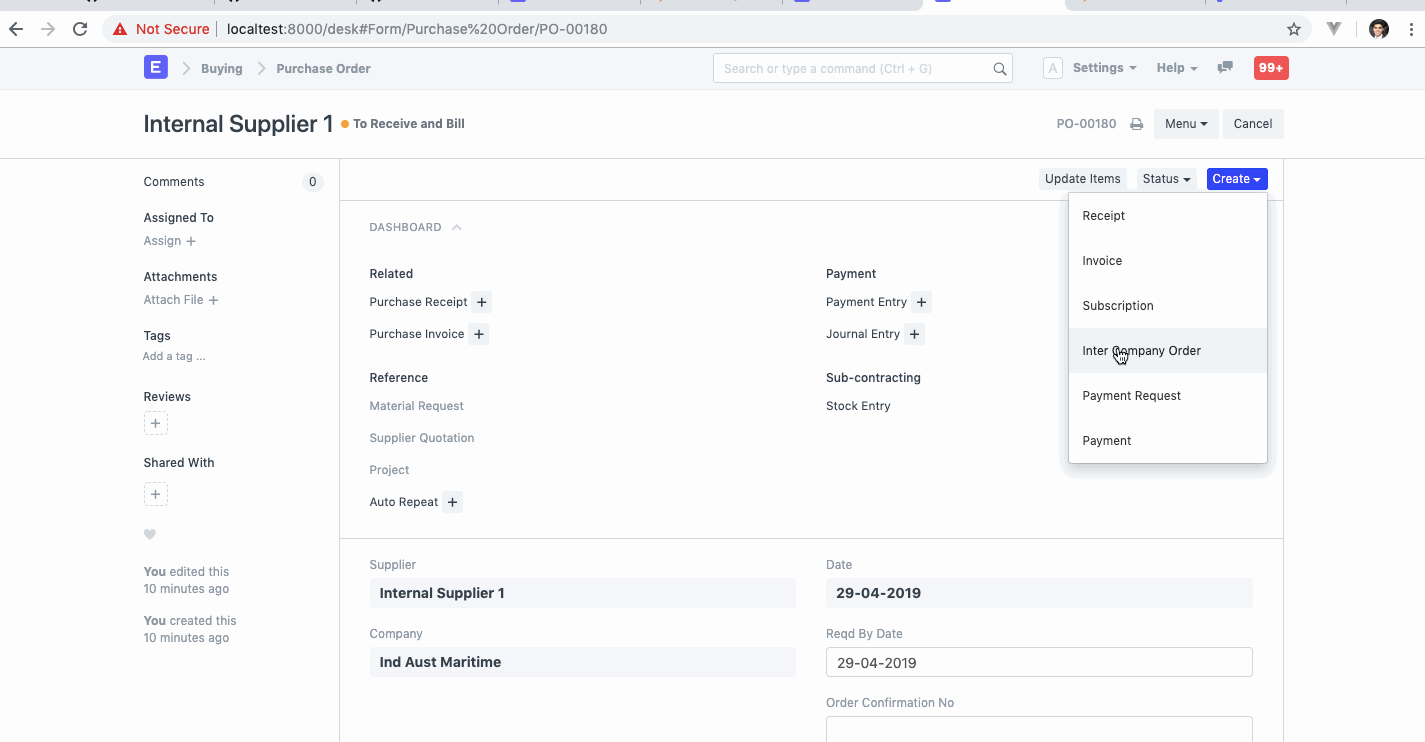 Not Secure localtest:8000/desk#Form/Purchase%20Order/PO-00180
E Buying Purchase Order Search or type a command (Ctrl + G) A Settings Help 99+
Internal Supplier 1 To Receive and Bill PO-00180 Menu Cancel
Comments 0
Assigned To
Assign +
Attachments
Attach File +
Tags
Add a tag ...
Reviews
+
Shared With
+
You edited this
10 minutes ago
You created this
10 minutes ago
Update Items Status Create
Receipt
Invoice
Subscription
Inter Company Order
Payment Request
Payment
DASHBOARD
Related
Purchase Receipt +
Purchase Invoice +
Reference
Material Request
Supplier Quotation
Project
Auto Repeat +
Payment
Payment Entry +
Journal Entry +
Sub-contracting
Stock Entry
Supplier
Internal Supplier 1
Company
Ind Aust Maritime
Date
29-04-2019
Reqd By Date
29-04-2019
Order Confirmation No